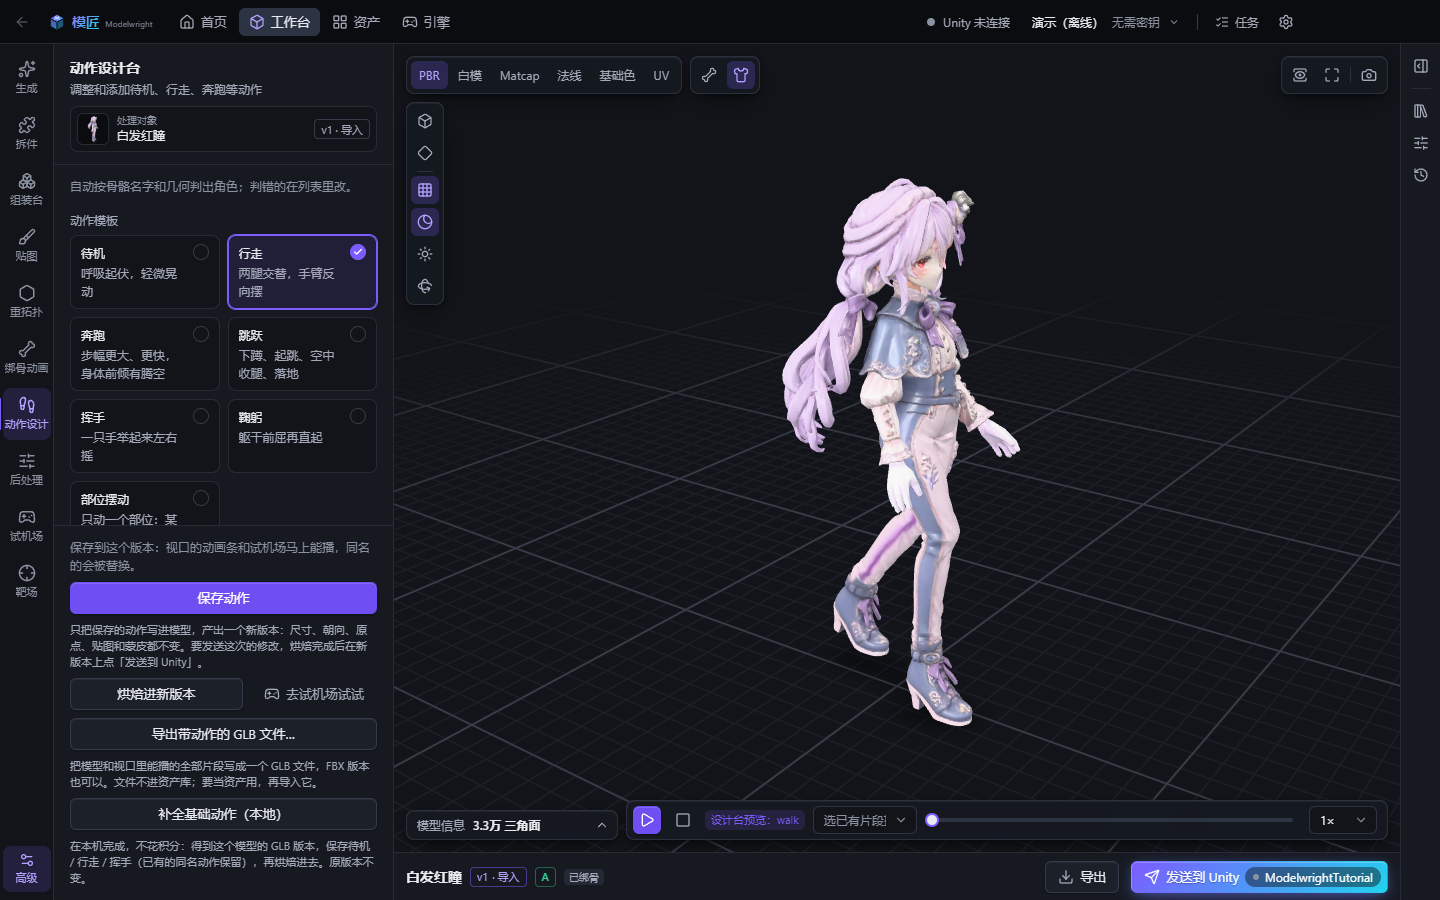 模匠 Modelwright
首页
工作台
资产
引擎
Unity 未连接
演示（离线）
无需密钥
任务
生成
拆件
组装台
贴图
重拓扑
绑骨动画
动作设计
后处理
试机场
靶场
高级
动作设计台
调整和添加待机、行走、奔跑等动作
处理对象
白发红瞳
v1 · 导入
自动按骨骼名字和几何判出角色；判错的在列表里改。
动作模板
待机
呼吸起伏，轻微晃
动
行走
两腿交替，手臂反
向摆
奔跑
步幅更大、更快，
身体前倾有腾空
跳跃
下蹲、起跳、空中
收腿、落地
挥手
一只手举起来左右
摇
鞠躬
躯干前屈再直起
部位摆动
只动一个部位：某
保存到这个版本：视口的动画条和试机场马上能播，同名
的会被替换。
保存动作
只把保存的动作写进模型，产出一个新版本：尺寸、朝向、原
点、贴图和蒙皮都不变。要发送这次的修改，烘焙完成后在新
版本上点「发送到 Unity」。
烘焙进新版本
去试机场试试
导出带动作的 GLB 文件...
把模型和视口里能播的全部片段写成一个 GLB 文件，FBX 版本
也可以。文件不进资产库；要当资产用，再导入它。
补全基础动作（本地）
在本机完成，不花积分：得到这个模型的 GLB 版本，保存待机
/ 行走 / 挥手（已有的同名动作保留），再烘焙进去。原版本不
变。
PBR
白模
Matcap
法线
基础色
UV
模型信息 3.3万 三角面
设计台预览：walk
选已有片段
1×
白发红瞳
v1 · 导入
A
已绑骨
导出
发送到 Unity
ModelwrightTutorial